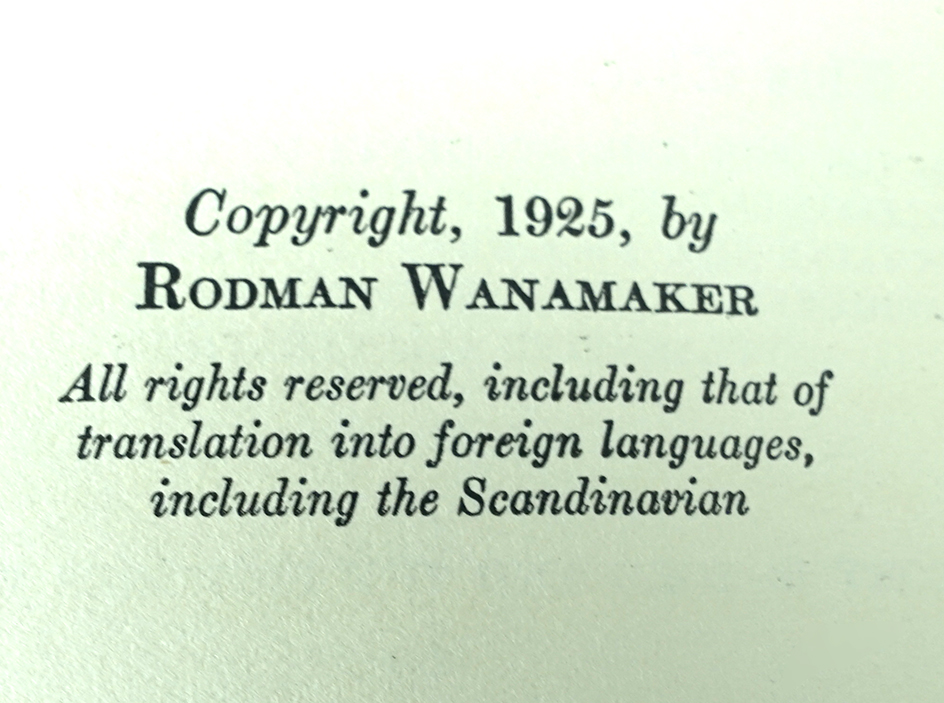 Copyright, 1925, by
RODMAN WANAMAKER
All rights reserved, including that of
translation into foreign languages,
including the Scandinavian